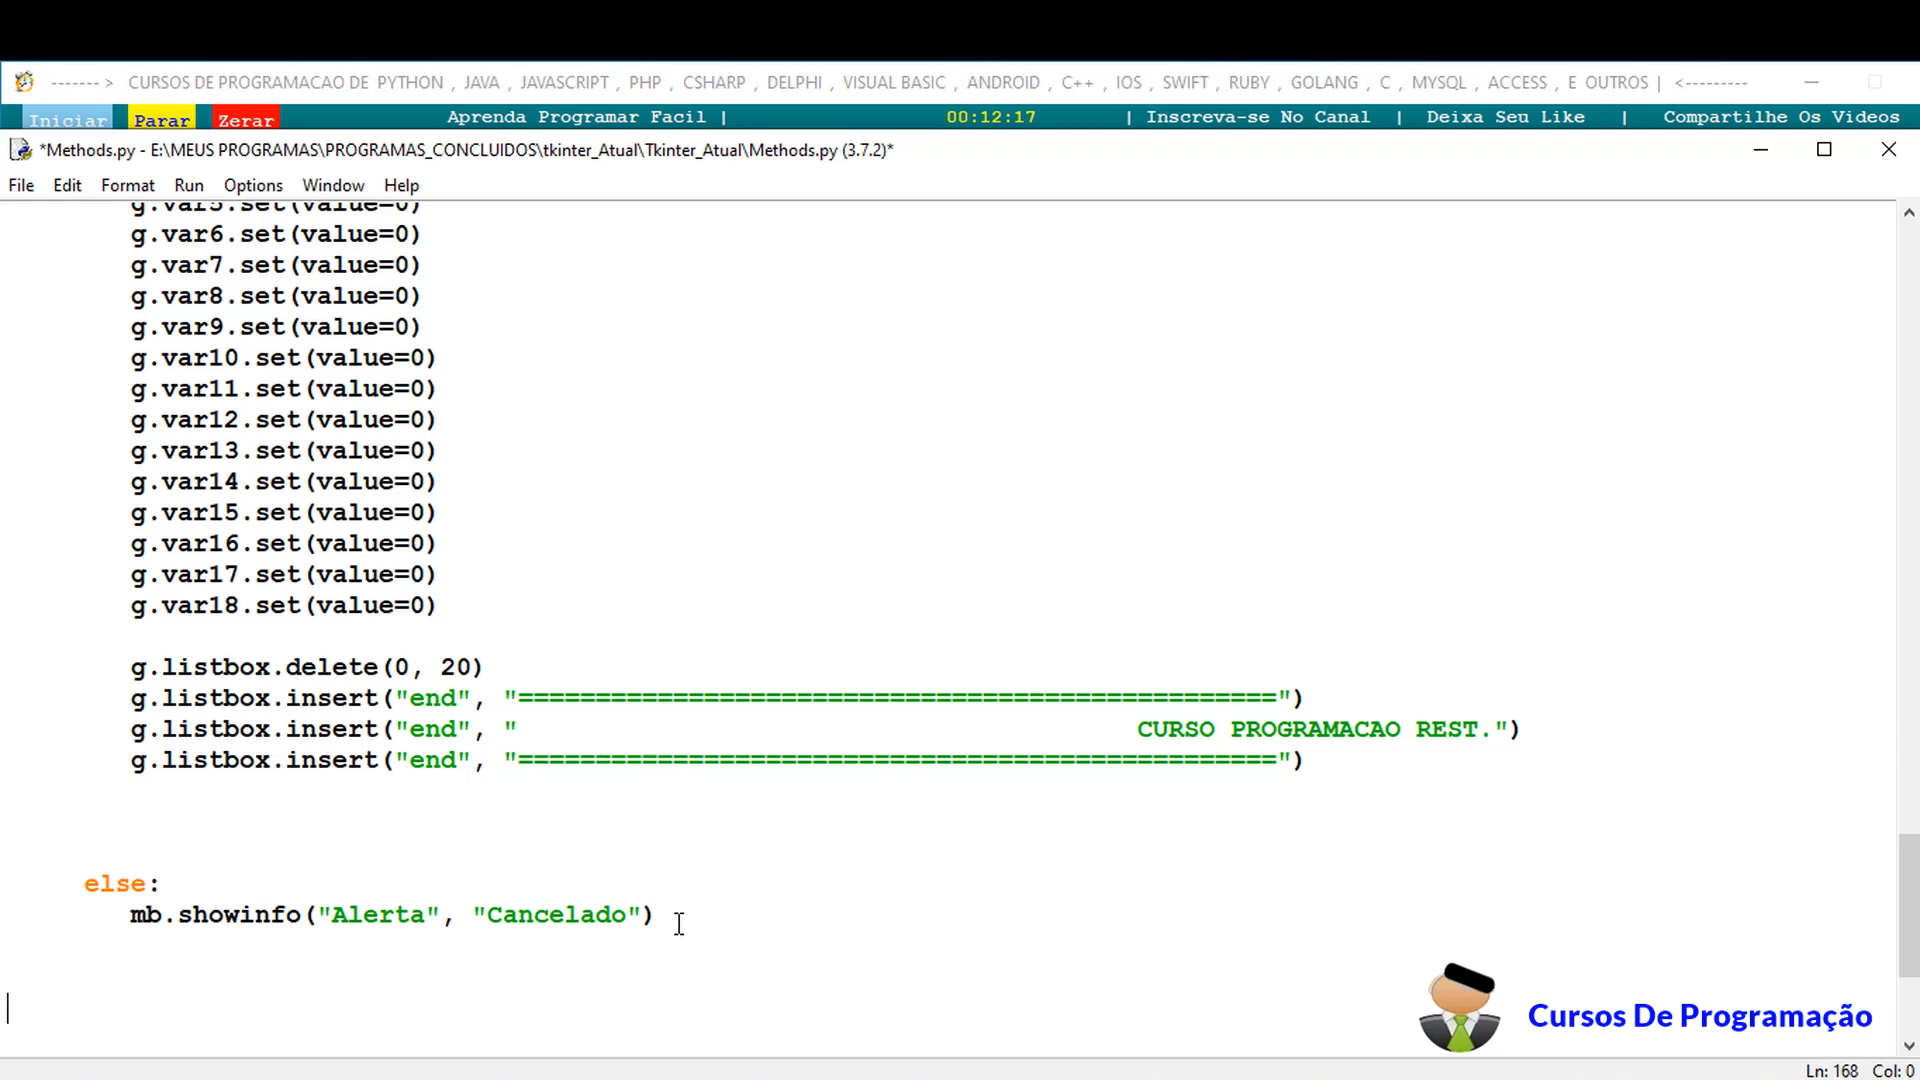 -------> CURSOS DE PROGRAMACAO DE PYTHON , JAVA , JAVASCRIPT , PHP , CSHARP , DELPHI , VISUAL BASIC , ANDROID , C++ , IOS , SWIFT , RUBY , GOLANG , C , MYSQL , ACCESS , E OUTROS | <---------
Iniciar Parar Zerar Aprenda Programar Facil | 00:12:17 | Inscreva-se No Canal | Deixa Seu Like | Compartilhe Os Videos
*Methods.py - E:\MEUS PROGRAMAS\PROGRAMAS_CONCLUIDOS\tkinter_Atual\Tkinter_Atual\Methods.py (3.7.2)*
File Edit Format Run Options Window Help
g.var5.set(value=0)
g.var6.set(value=0)
g.var7.set(value=0)
g.var8.set(value=0)
g.var9.set(value=0)
g.var10.set(value=0)
g.var11.set(value=0)
g.var12.set(value=0)
g.var13.set(value=0)
g.var14.set(value=0)
g.var15.set(value=0)
g.var16.set(value=0)
g.var17.set(value=0)
g.var18.set(value=0)
g.listbox.delete(0, 20)
g.listbox.insert("end", "=================================================")
g.listbox.insert("end", "                                        CURSO PROGRAMACAO REST.")
g.listbox.insert("end", "=================================================")
else:
mb.showinfo("Alerta", "Cancelado")
Cursos De Programação
Ln: 168 Col: 0